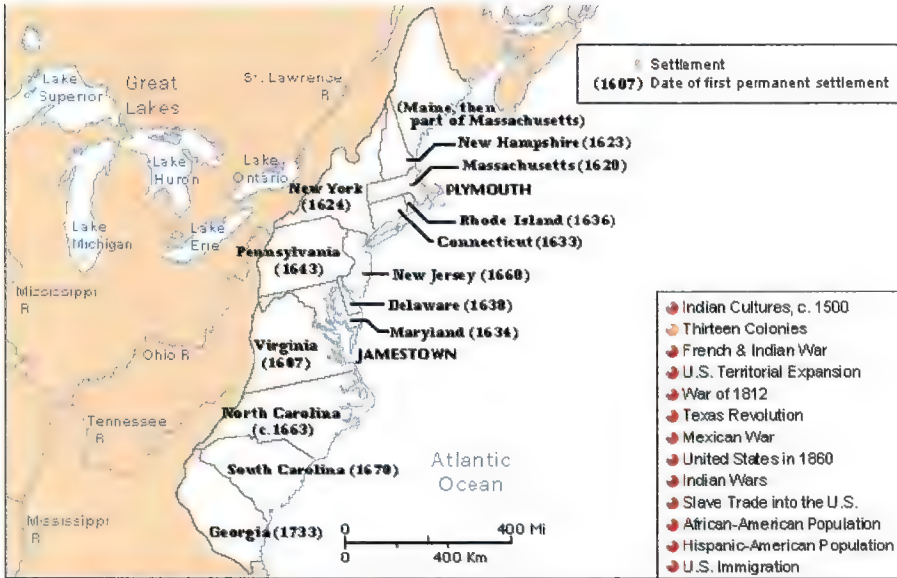 Settlement
(1607) Date of first permanent settlement
Lake
Superior
Great
Lakes
St. Lawrence
R
(Maine, then
part of Massachusetts)
New Hampshire (1623)
Massachusetts (1620)
PLYMOUTH
Lake
Huron
Lake
Ontario
New York
(1624)
Rhode Island (1636)
Connecticut (1633)
Lake
Michigan
Lake
Erie
Pennsylvania
(1643)
New Jersey (1660)
Mississippi
R
Delaware (1638)
Maryland (1634)
JAMESTOWN
Ohio R
Virginia
(1607)
North Carolina
(c. 1663)
Tennessee
R
South Carolina (1670)
Atlantic
Ocean
Mississippi
R
Georgia (1733)
0 400 Mi
0 400 Km
Indian Cultures, c. 1500
Thirteen Colonies
French & Indian War
U.S. Territorial Expansion
War of 1812
Texas Revolution
Mexican War
United States in 1860
Indian Wars
Slave Trade into the U.S.
African-American Population
Hispanic-American Population
U.S. Immigration